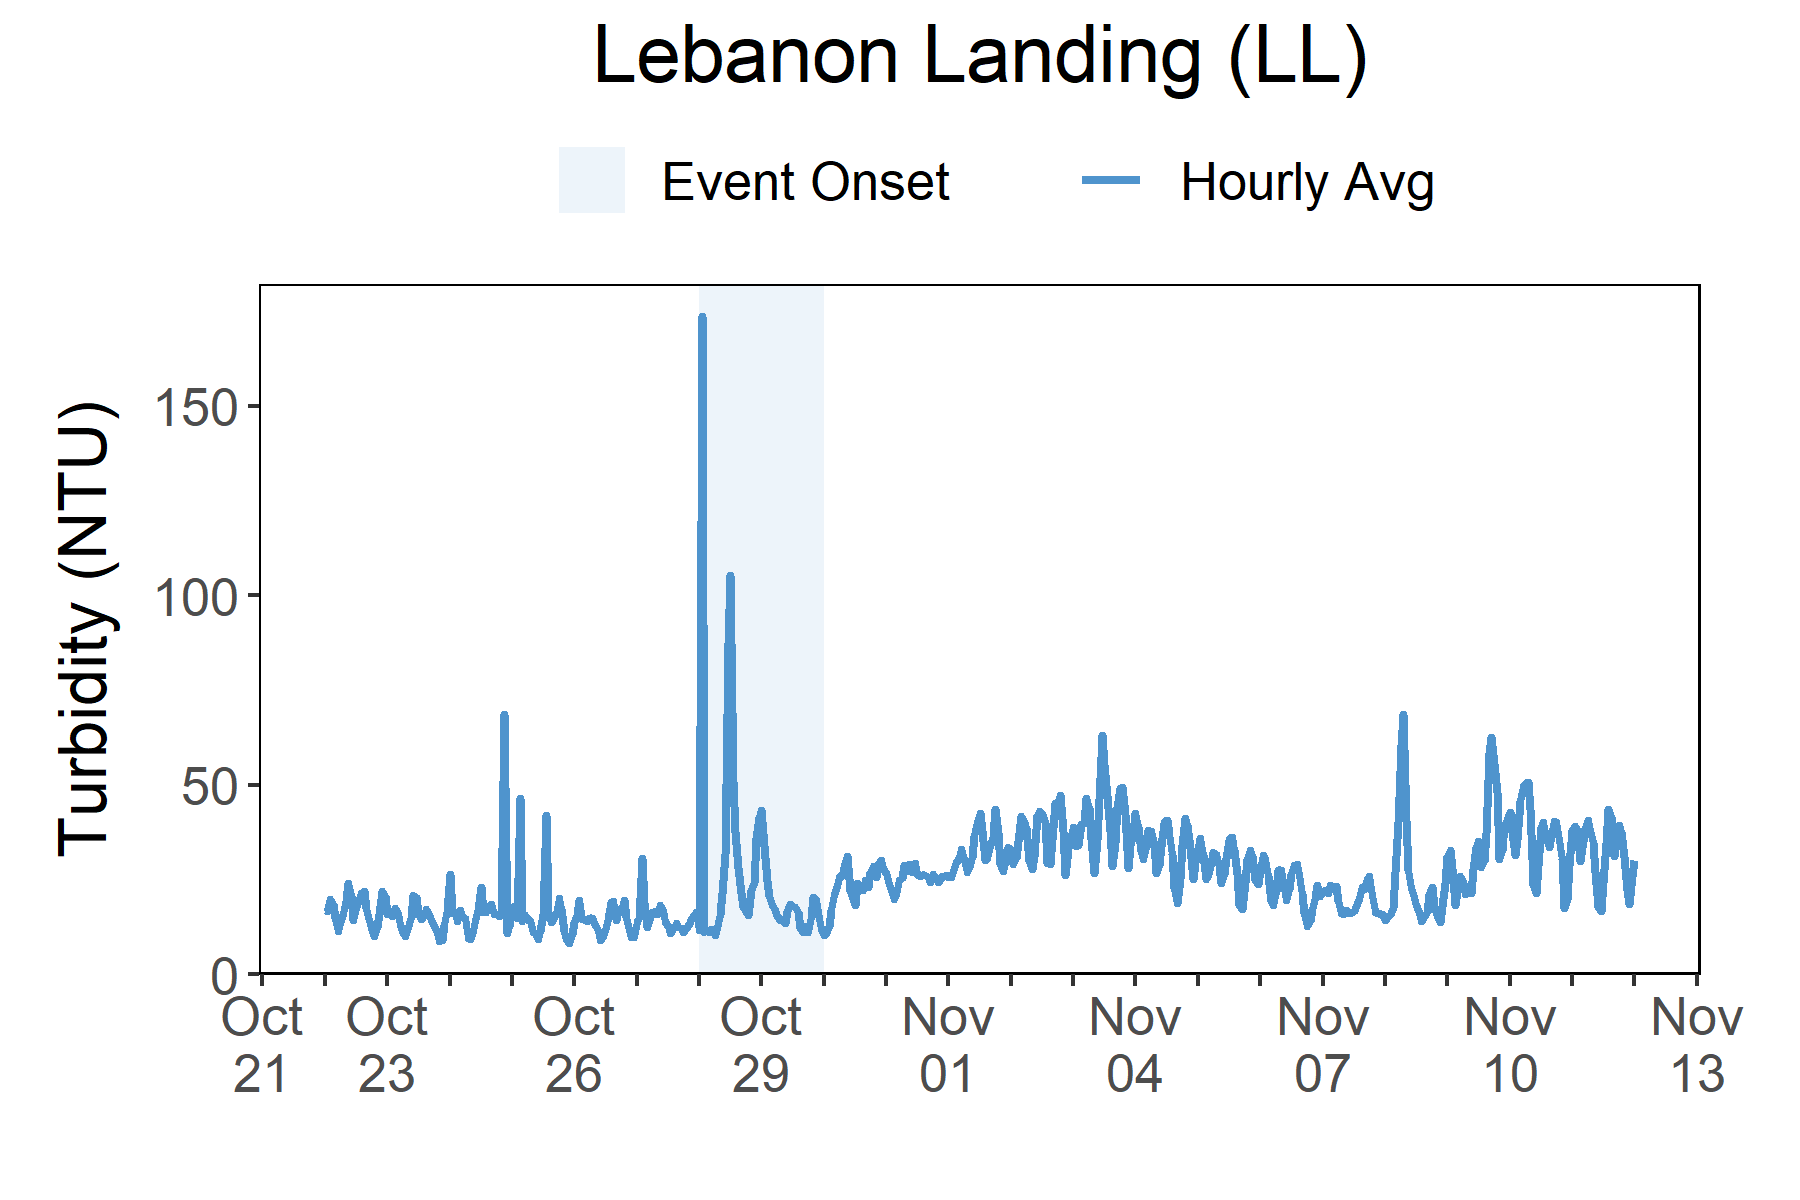 Lebanon Landing (LL)
Event Onset
Hourly Avg
Turbidity (NTU)
150
100
50
0
Oct 21
Oct 23
Oct 26
Oct 29
Nov 01
Nov 04
Nov 07
Nov 10
Nov 13